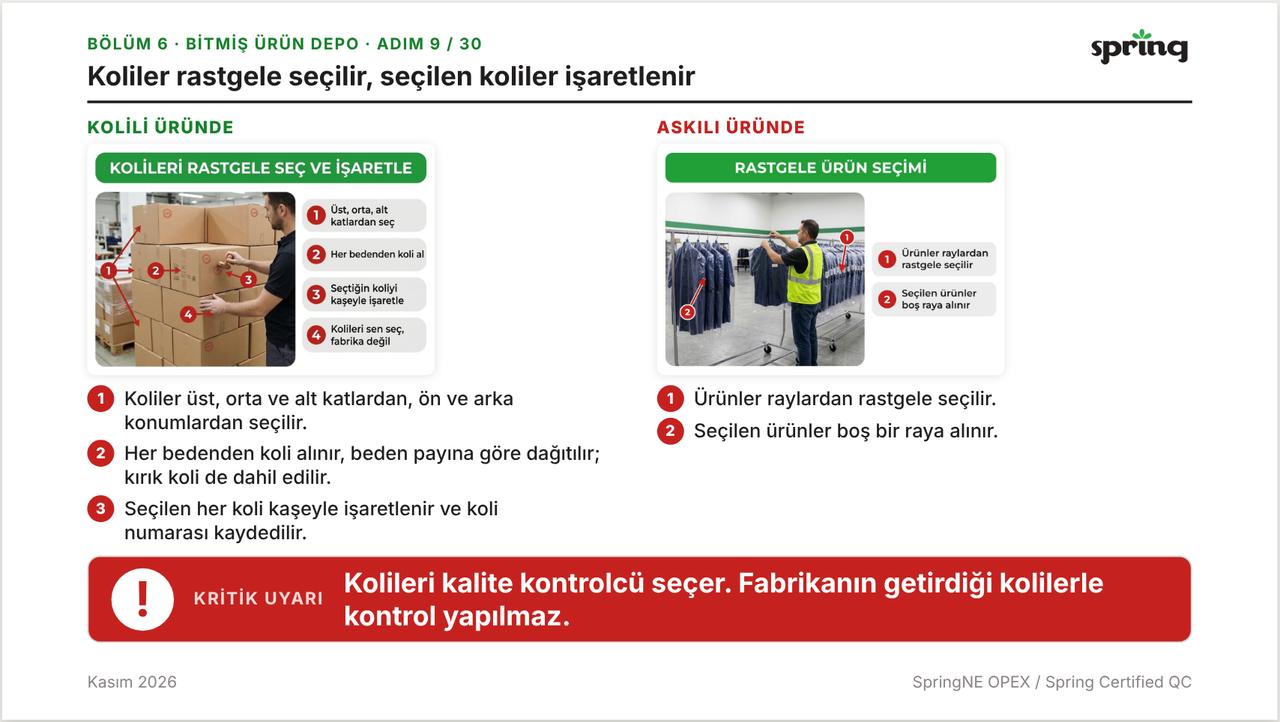 BÖLÜM 6 · BİTMİŞ ÜRÜN DEPO · ADIM 9 / 30
spring
Koliler rastgele seçilir, seçilen koliler işaretlenir
KOLİLİ ÜRÜNDE
KOLİLERİ RASTGELE SEÇ VE İŞARETLE
1
2
3
4
1 Üst, orta, alt
katlardan seç
2 Her bedenden koli al
3 Seçtiğin koliyi
kaşeyle işaretle
4 Kolileri sen seç,
fabrika değil
1 Koliler üst, orta ve alt katlardan, ön ve arka
konumlardan seçilir.
2 Her bedenden koli alınır, beden payına göre dağıtılır;
kırık koli de dahil edilir.
3 Seçilen her koli kaşeyle işaretlenir ve koli
numarası kaydedilir.
ASKILI ÜRÜNDE
RASTGELE ÜRÜN SEÇİMİ
1
2
1 Ürünler raylardan
rastgele seçilir
2 Seçilen ürünler
boş raya alınır
1 Ürünler raylardan rastgele seçilir.
2 Seçilen ürünler boş bir raya alınır.
! KRİTİK UYARI
Kolileri kalite kontrolcü seçer. Fabrikanın getirdiği kolilerle
kontrol yapılmaz.
Kasım 2026
SpringNE OPEX / Spring Certified QC